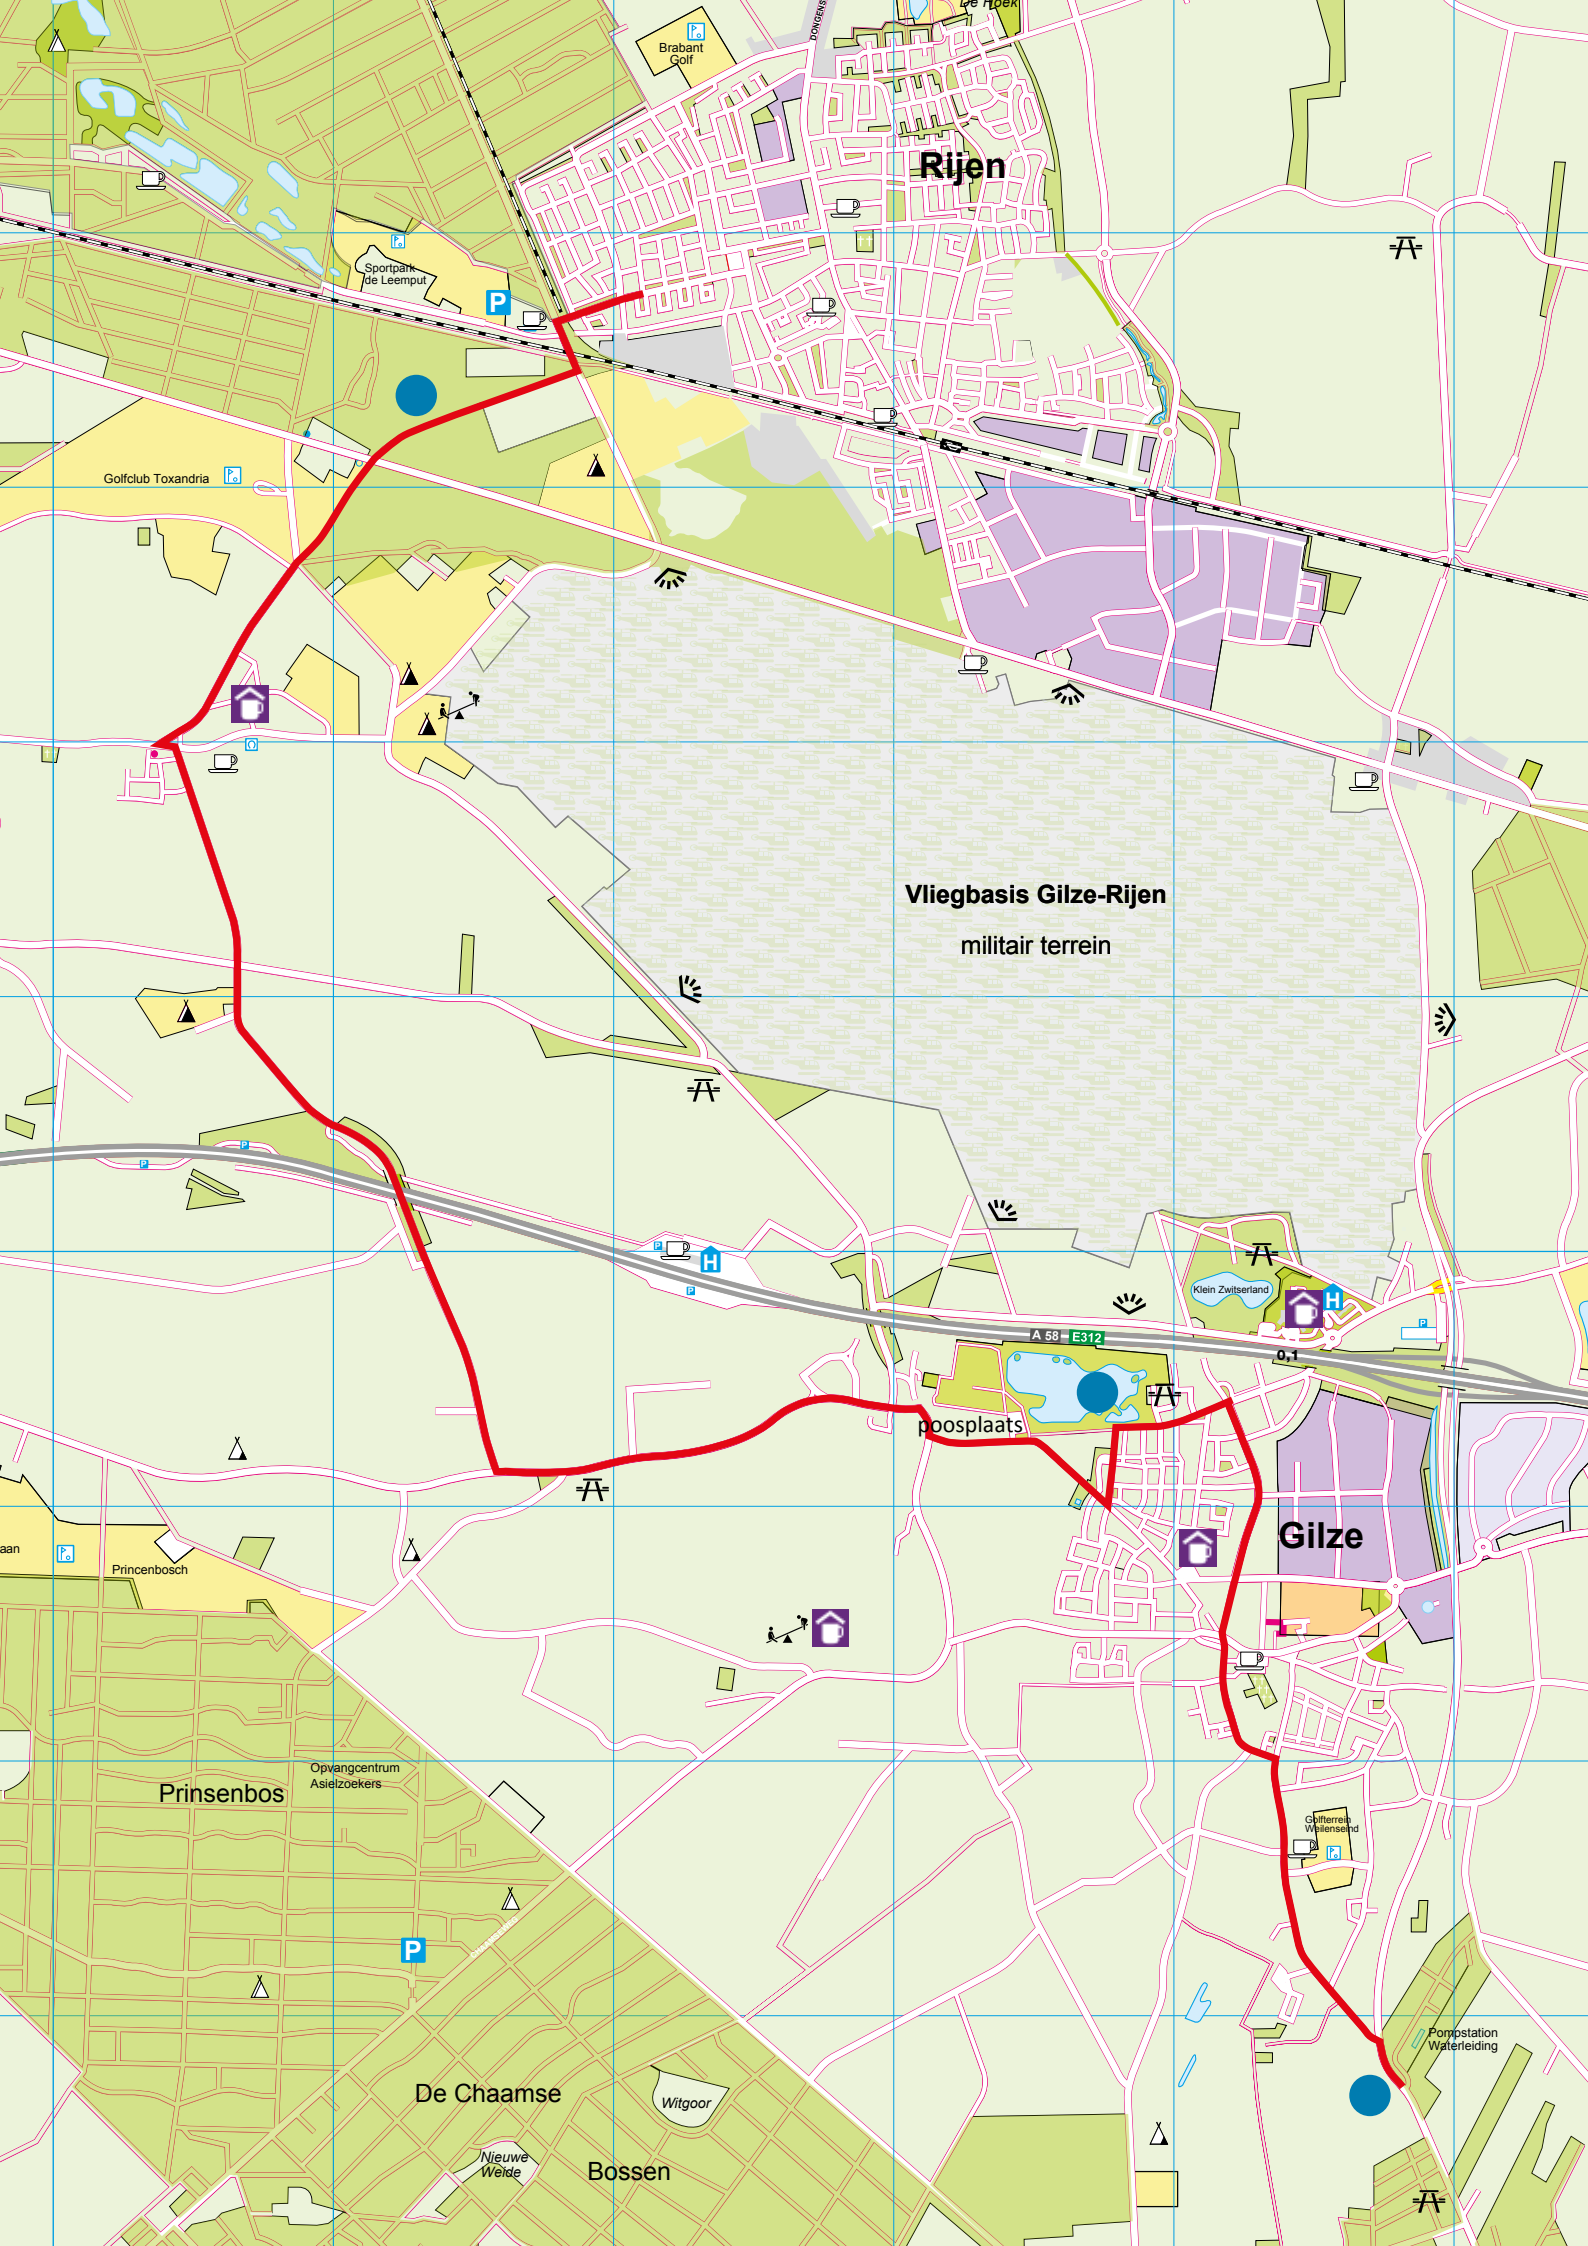 De Hoek
DONGENS
Brabant
Golf
Rijen
Sportpark
de Leemput
P
Golfclub Toxandria
Vliegbasis Gilze-Rijen
militair terrein
P
P
P
H
P
Klein Zwitserland
H
P
A 58
E312
0,1
poosplaats
Gilze
aan
Princenbosch
Opvangcentrum
Asielzoekers
Prinsenbos
Golfterrein
Weilenseind
P
Pompstation
Waterleiding
De Chaamse
Witgoor
Nieuwe
Weide
Bossen